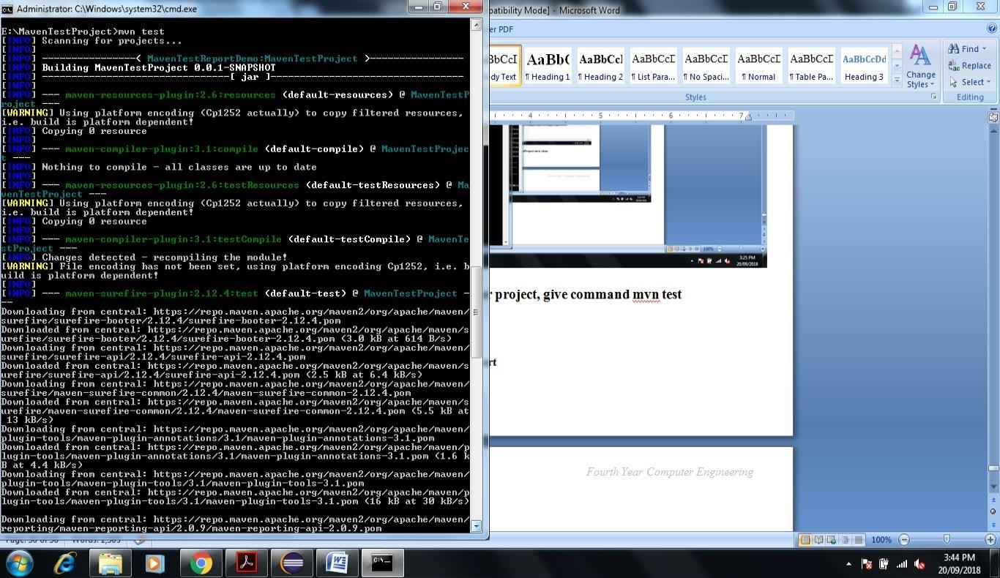 Administrator: C:\Windows\system32\cmd.exe
E:\MavenTestProject>mvn test
[INFO] Scanning for projects...
[INFO]
[INFO] ----------------< MavenTestReportDemo:MavenTestProject >----------------
[INFO] Building MavenTestProject 0.0.1-SNAPSHOT
[INFO] --------------------------------[ jar ]---------------------------------
[INFO]
[INFO] --- maven-resources-plugin:2.6:resources (default-resources) @ MavenTestP
roject ---
[WARNING] Using platform encoding (Cp1252 actually) to copy filtered resources,
i.e. build is platform dependent!
[INFO] Copying 0 resource
[INFO]
[INFO] --- maven-compiler-plugin:3.1:compile (default-compile) @ MavenTestProjec
t ---
[INFO] Nothing to compile - all classes are up to date
[INFO]
[INFO] --- maven-resources-plugin:2.6:testResources (default-testResources) @ Ma
venTestProject ---
[WARNING] Using platform encoding (Cp1252 actually) to copy filtered resources,
i.e. build is platform dependent!
[INFO] Copying 0 resource
[INFO]
[INFO] --- maven-compiler-plugin:3.1:testCompile (default-testCompile) @ MavenTe
stProject ---
[INFO] Changes detected - recompiling the module!
[WARNING] File encoding has not been set, using platform encoding Cp1252, i.e. b
uild is platform dependent!
[INFO]
[INFO] --- maven-surefire-plugin:2.12.4:test (default-test) @ MavenTestProject -
--
Downloading from central: https://repo.maven.apache.org/maven2/org/apache/maven/
surefire/surefire-booter/2.12.4/surefire-booter-2.12.4.pom
Downloaded from central: https://repo.maven.apache.org/maven2/org/apache/maven/s
urefire/surefire-booter/2.12.4/surefire-booter-2.12.4.pom (3.0 kB at 614 B/s)
Downloading from central: https://repo.maven.apache.org/maven2/org/apache/maven/
surefire/surefire-api/2.12.4/surefire-api-2.12.4.pom
Downloaded from central: https://repo.maven.apache.org/maven2/org/apache/maven/s
urefire/surefire-api/2.12.4/surefire-api-2.12.4.pom (2.5 kB at 6.4 kB/s)
Downloading from central: https://repo.maven.apache.org/maven2/org/apache/maven/
surefire/maven-surefire-common/2.12.4/maven-surefire-common-2.12.4.pom
Downloaded from central: https://repo.maven.apache.org/maven2/org/apache/maven/s
urefire/maven-surefire-common/2.12.4/maven-surefire-common-2.12.4.pom (5.5 kB at
13 kB/s)
Downloading from central: https://repo.maven.apache.org/maven2/org/apache/maven/
plugin-tools/maven-plugin-annotations/3.1/maven-plugin-annotations-3.1.pom
Downloaded from central: https://repo.maven.apache.org/maven2/org/apache/maven/p
lugin-tools/maven-plugin-annotations/3.1/maven-plugin-annotations-3.1.pom (1.6 k
B at 4.4 kB/s)
Downloading from central: https://repo.maven.apache.org/maven2/org/apache/maven/
plugin-tools/maven-plugin-tools/3.1/maven-plugin-tools-3.1.pom
Downloaded from central: https://repo.maven.apache.org/maven2/org/apache/maven/p
lugin-tools/maven-plugin-tools/3.1/maven-plugin-tools-3.1.pom (16 kB at 30 kB/s)
Downloading from central: https://repo.maven.apache.org/maven2/org/apache/maven/
reporting/maven-reporting-api/2.0.9/maven-reporting-api-2.0.9.pom
patibility Mode] - Microsoft Word
er PDF
BbCcI AaBb( AaBbCcI AaBbCcD AaBbCcD AaBbCcD AaBbCcD AaBbCcDd
dy Text ¶ Heading 1 ¶ Heading 2 ¶ List Para... ¶ No Spaci... ¶ Normal ¶ Table Pa... Heading 3
Change
Styles
Styles
Find
Replace
Select
Editing
4 5 6 7
Fourth Year Computer Engineering
100%
3:25 PM
20/09/2018
project, give command mvn test
rt
Fourth Year Computer Engineering
100%
3:44 PM
20/09/2018